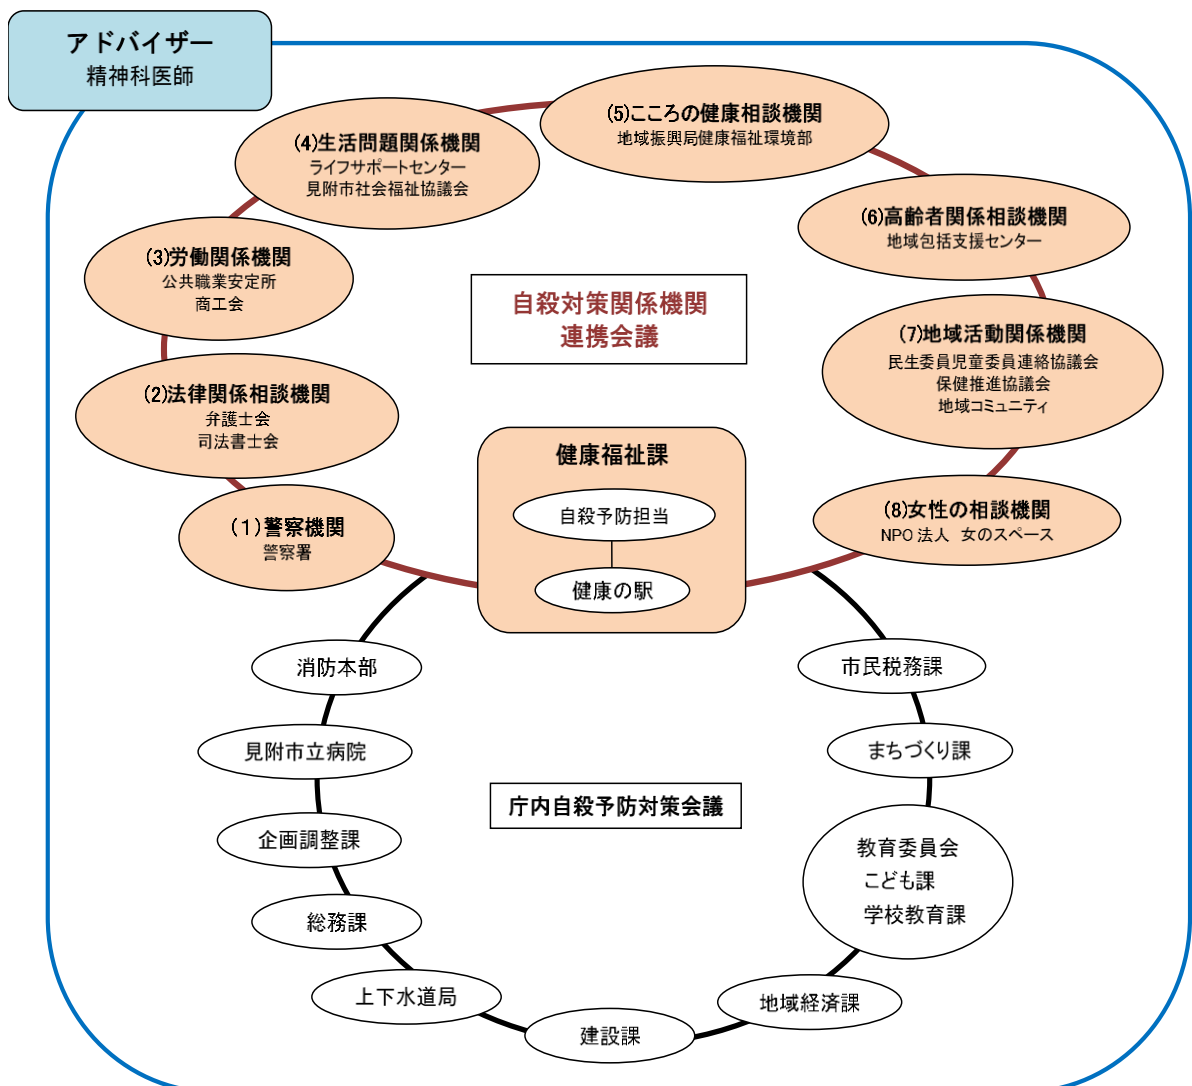 アドバイザー
精神科医師
(5)こころの健康相談機関
地域振興局健康福祉環境部
(4)生活問題関係機関
ライフサポートセンター
見附市社会福祉協議会
(6)高齢者関係相談機関
地域包括支援センター
(3)労働関係機関
公共職業安定所
商工会
自殺対策関係機関
連携会議
(7)地域活動関係機関
民生委員児童委員連絡協議会
保健推進協議会
地域コミュニティ
(2)法律関係相談機関
弁護士会
司法書士会
健康福祉課
自殺予防担当
健康の駅
(1)警察機関
警察署
(8)女性の相談機関
NPO法人 女のスペース
消防本部
市民税務課
見附市立病院
まちづくり課
庁内自殺予防対策会議
企画調整課
教育委員会
こども課
学校教育課
総務課
上下水道局
地域経済課
建設課